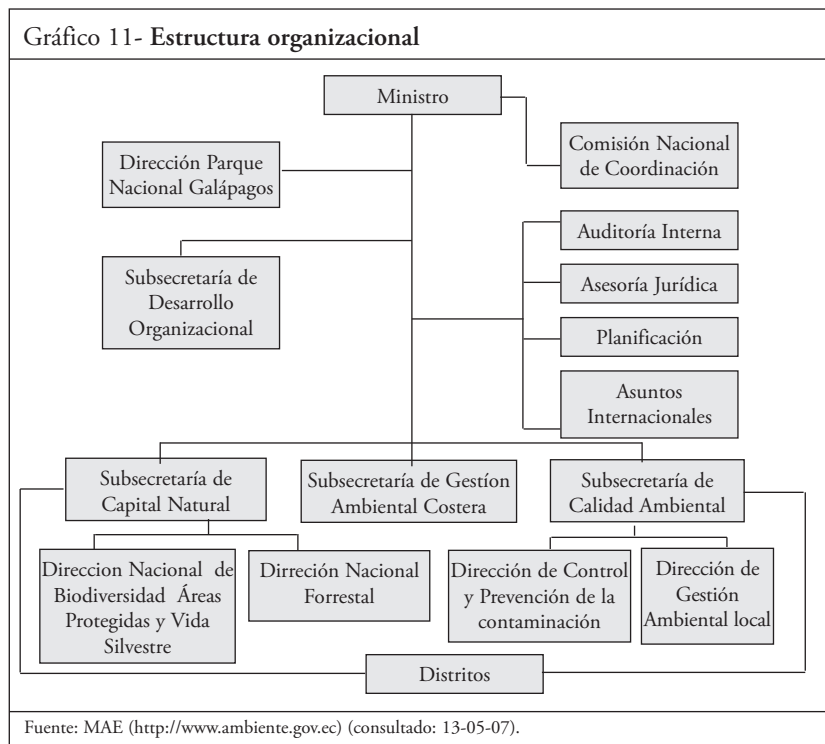 Gráfico 11- Estructura organizacional
Ministro
Comisión Nacional
de Coordinación
Dirección Parque
Nacional Galápagos
Auditoría Interna
Subsecretaría de
Desarrollo
Organizacional
Asesoría Jurídica
Planificación
Asuntos
Internacionales
Subsecretaría de
Capital Natural
Subsecretaría de Gestíon
Ambiental Costera
Subsecretaría de
Calidad Ambiental
Direccion Nacional de
Biodiversidad Áreas
Protegidas y Vida
Silvestre
Dirreción Nacional
Forrestal
Dirección de Control
y Prevención de la
contaminación
Dirección de
Gestión
Ambiental local
Distritos
Fuente: MAE (http://www.ambiente.gov.ec) (consultado: 13-05-07).